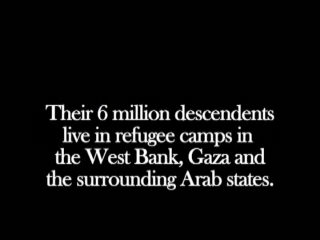 Their 6 million descendents
live in refugee camps in
the West Bank, Gaza and
the surrounding Arab states.